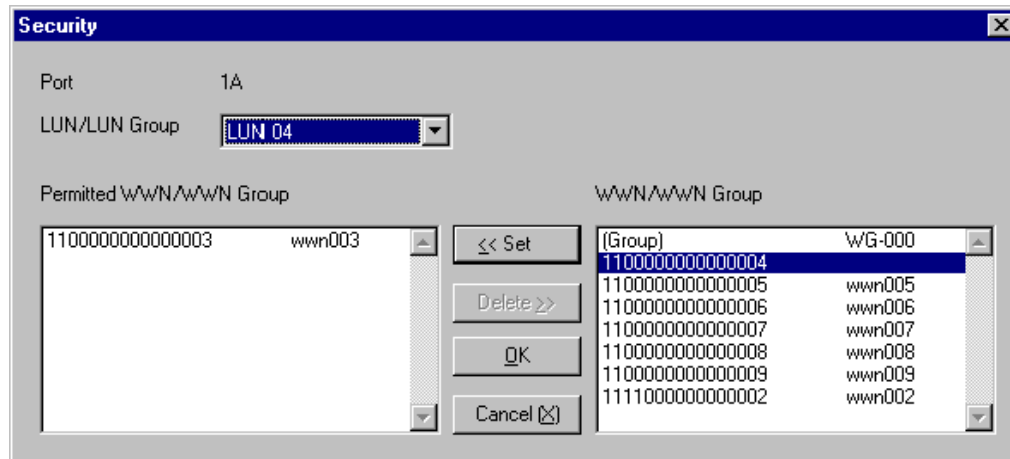 Security
Port 1A
LUN/LUN Group LUN 04
Permitted WWN/WWN Group
1100000000000003 wwn003
<< Set
Delete >>
OK
Cancel (X)
WWN/WWN Group
(Group) WG-000
1100000000000004
1100000000000005 wwn005
1100000000000006 wwn006
1100000000000007 wwn007
1100000000000008 wwn008
1100000000000009 wwn009
1111000000000002 wwn002